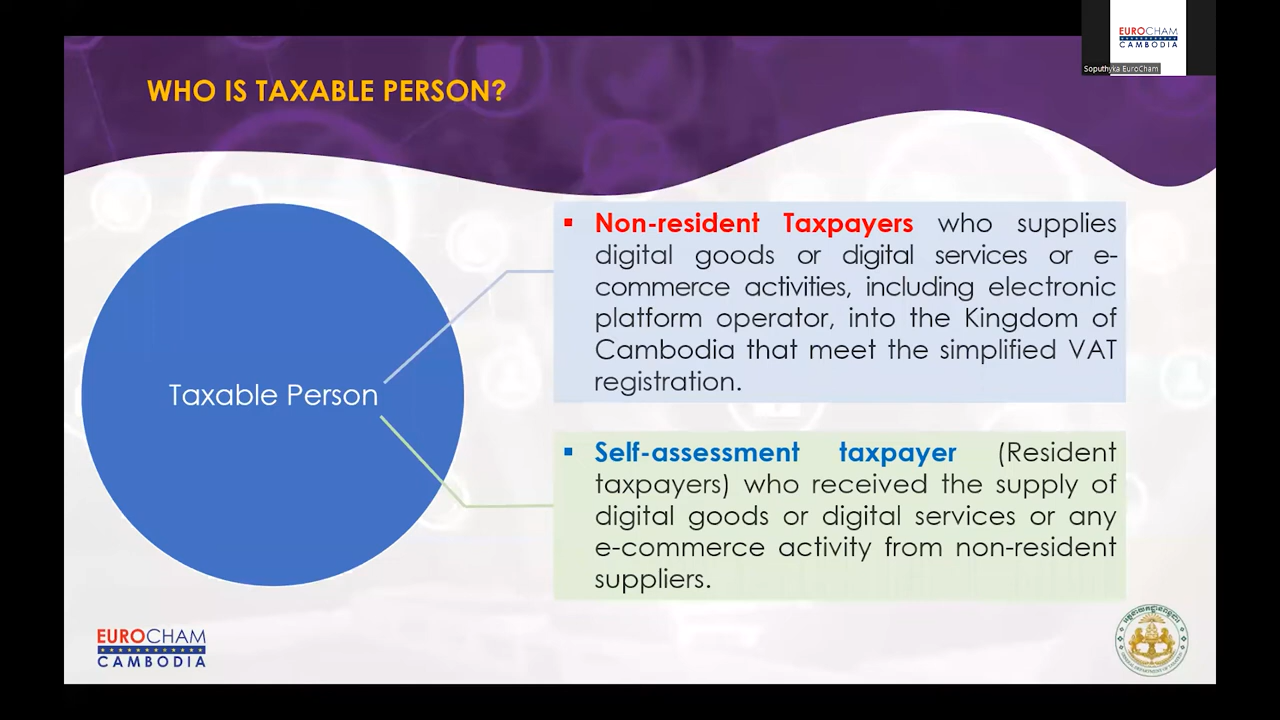 EUROCHAM
CAMBODIA
Soputhyka EuroCham
WHO IS TAXABLE PERSON?
Taxable Person
▪ Non-resident Taxpayers who supplies
digital goods or digital services or e-
commerce activities, including electronic
platform operator, into the Kingdom of
Cambodia that meet the simplified VAT
registration.
▪ Self-assessment taxpayer (Resident
taxpayers) who received the supply of
digital goods or digital services or any
e-commerce activity from non-resident
suppliers.
EUROCHAM
CAMBODIA